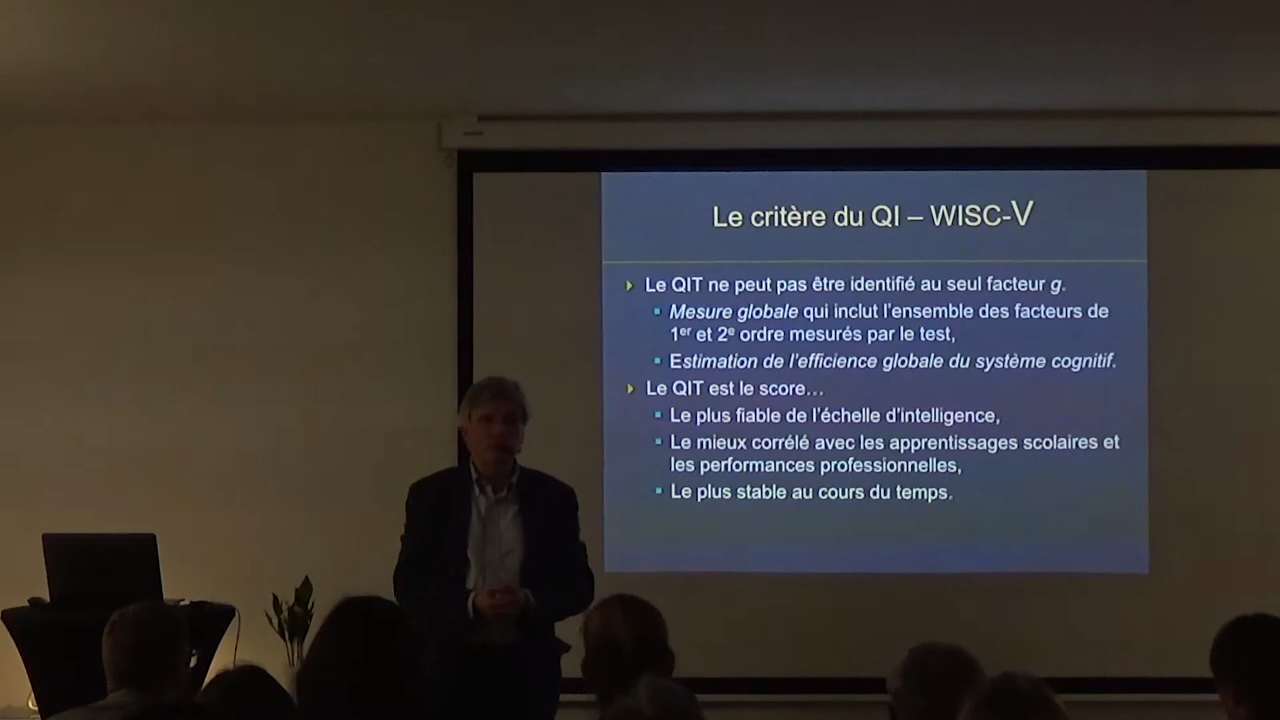 Le critère du QI – WISC-V
Le QIT ne peut pas être identifié au seul facteur g.
Mesure globale qui inclut l'ensemble des facteurs de
1er et 2e ordre mesurés par le test,
Estimation de l'efficience globale du système cognitif.
Le QIT est le score…
Le plus fiable de l'échelle d'intelligence,
Le mieux corrélé avec les apprentissages scolaires et
les performances professionnelles,
Le plus stable au cours du temps.